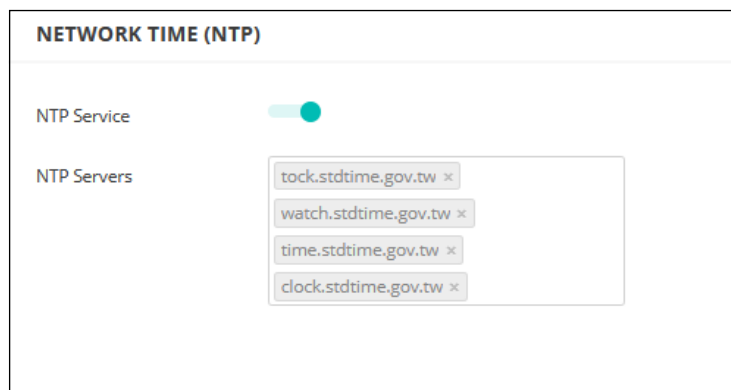 NETWORK TIME (NTP)
NTP Service
NTP Servers
tock.stdtime.gov.tw ×
watch.stdtime.gov.tw ×
time.stdtime.gov.tw ×
clock.stdtime.gov.tw ×